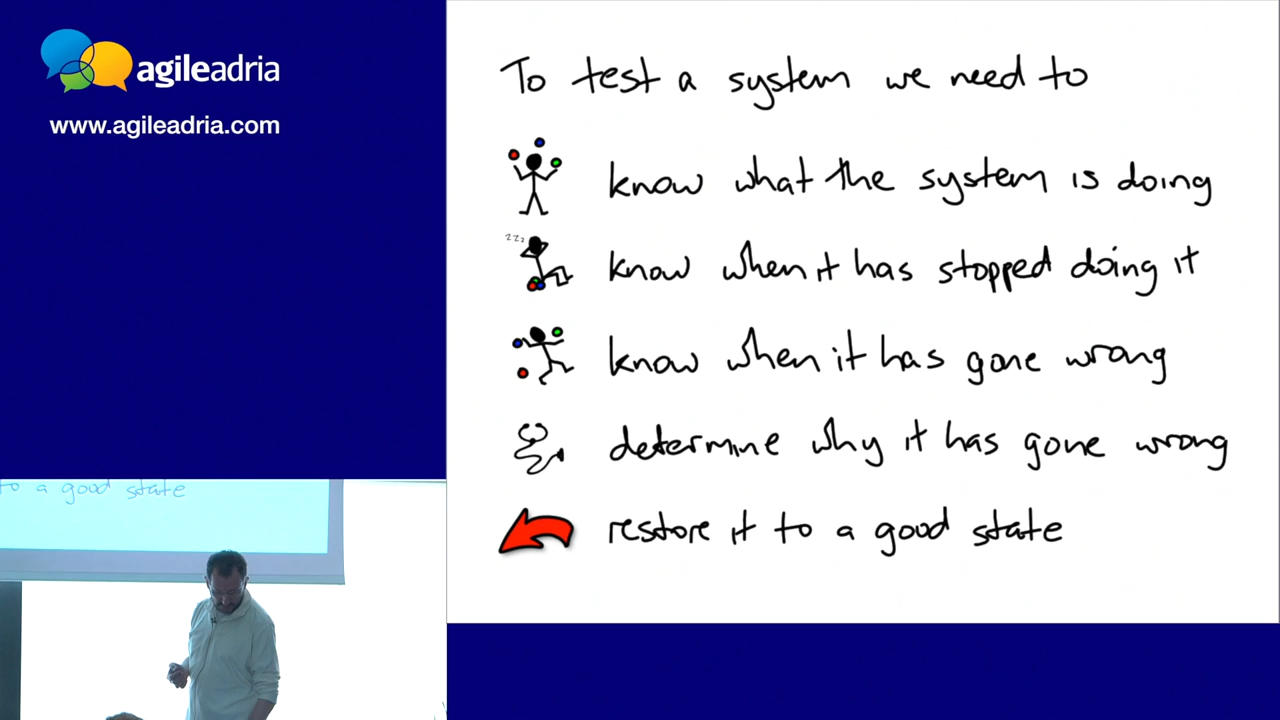 agileadria
www.agileadria.com
To test a system we need to
know what the system is doing
zzz
know when it has stopped doing it
know when it has gone wrong
determine why it has gone wrong
restore it to a good state
to a good state